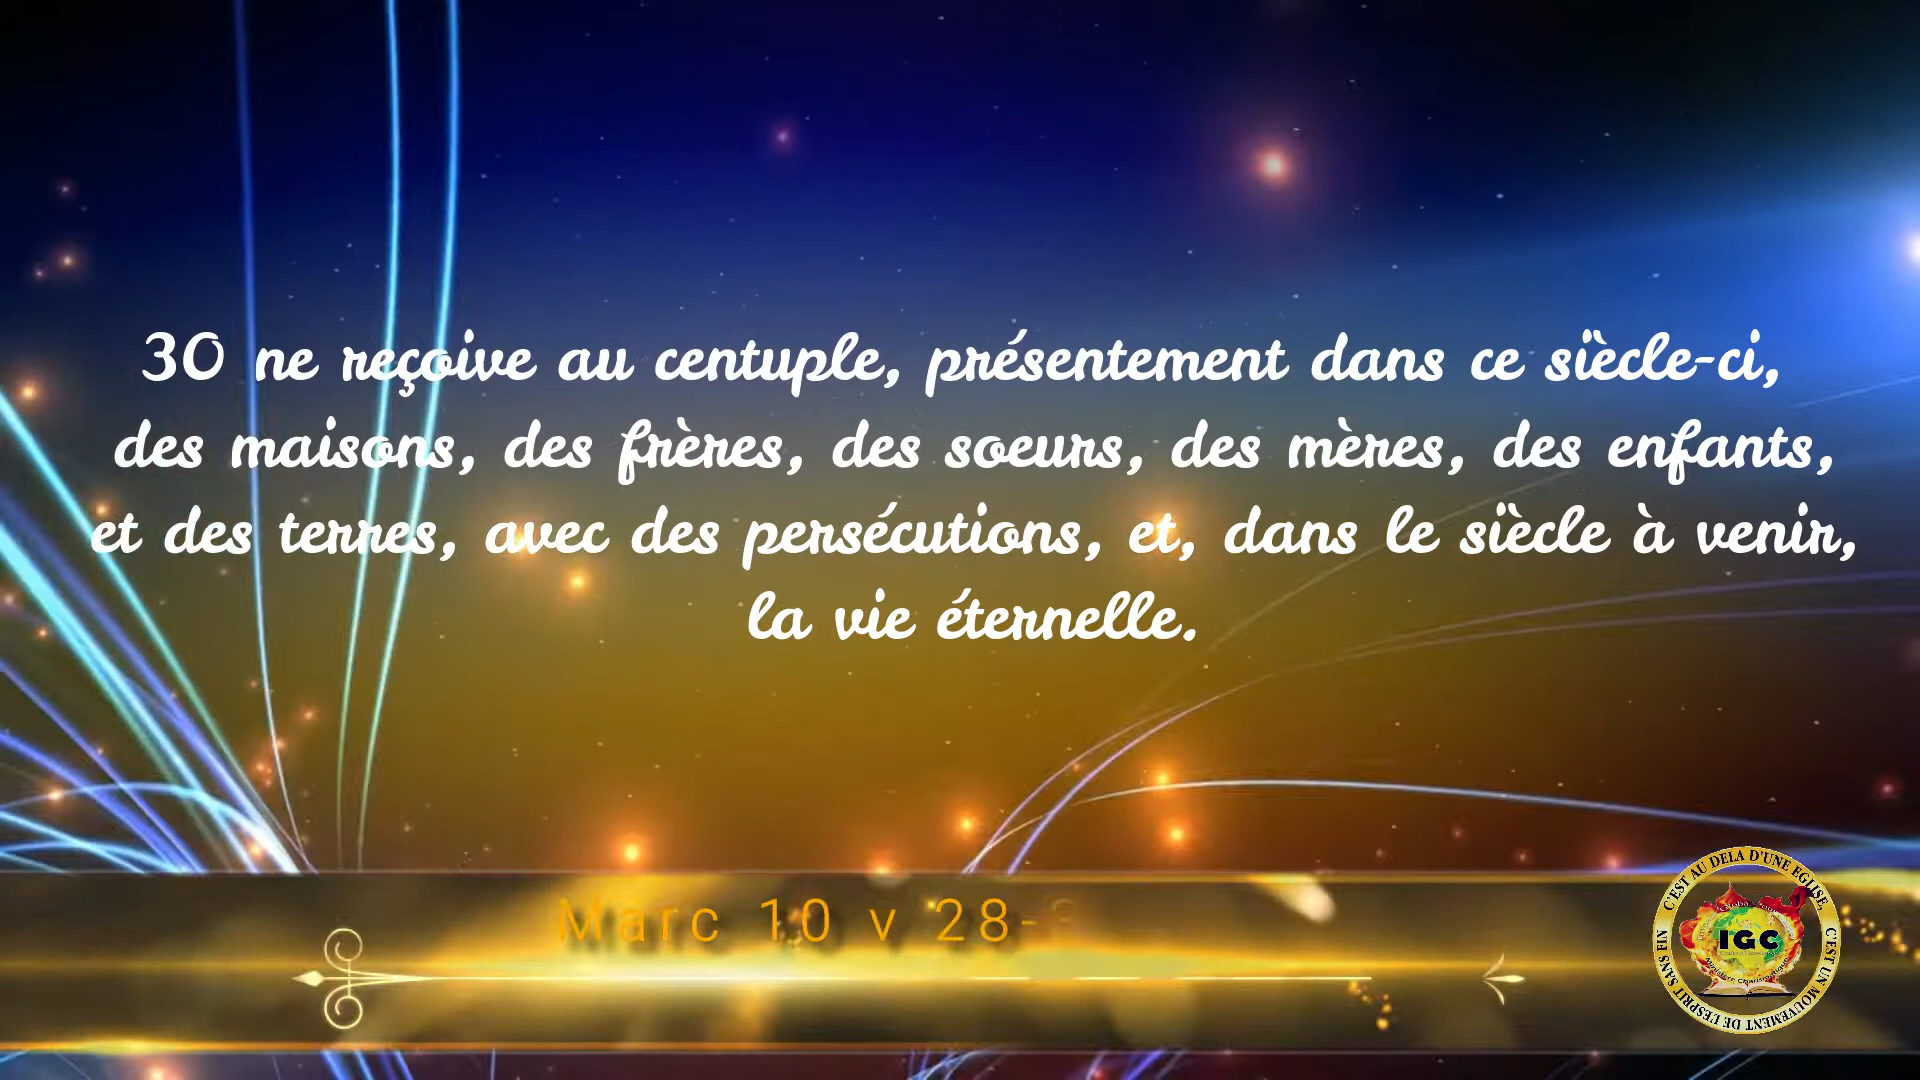 30 ne reçoive au centuple, présentement dans ce siècle-ci,
des maisons, des frères, des soeurs, des mères, des enfants,
et des terres, avec des persécutions, et, dans le siècle à venir,
la vie éternelle.
Marc 10 v 28-
C'EST AU DELA D'UNE EGLISE, C'EST UN MOUVEMENT DE L'ESPRIT SANS FIN
IGC